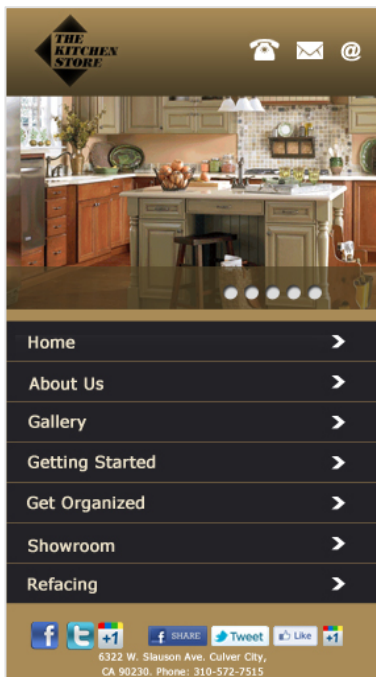 THE
KITCHEN
STORE
@
Home
About Us
Gallery
Getting Started
Get Organized
Showroom
Refacing
f t +1 f SHARE Tweet Like +1
6322 W. Slauson Ave. Culver City,
CA 90230. Phone: 310-572-7515